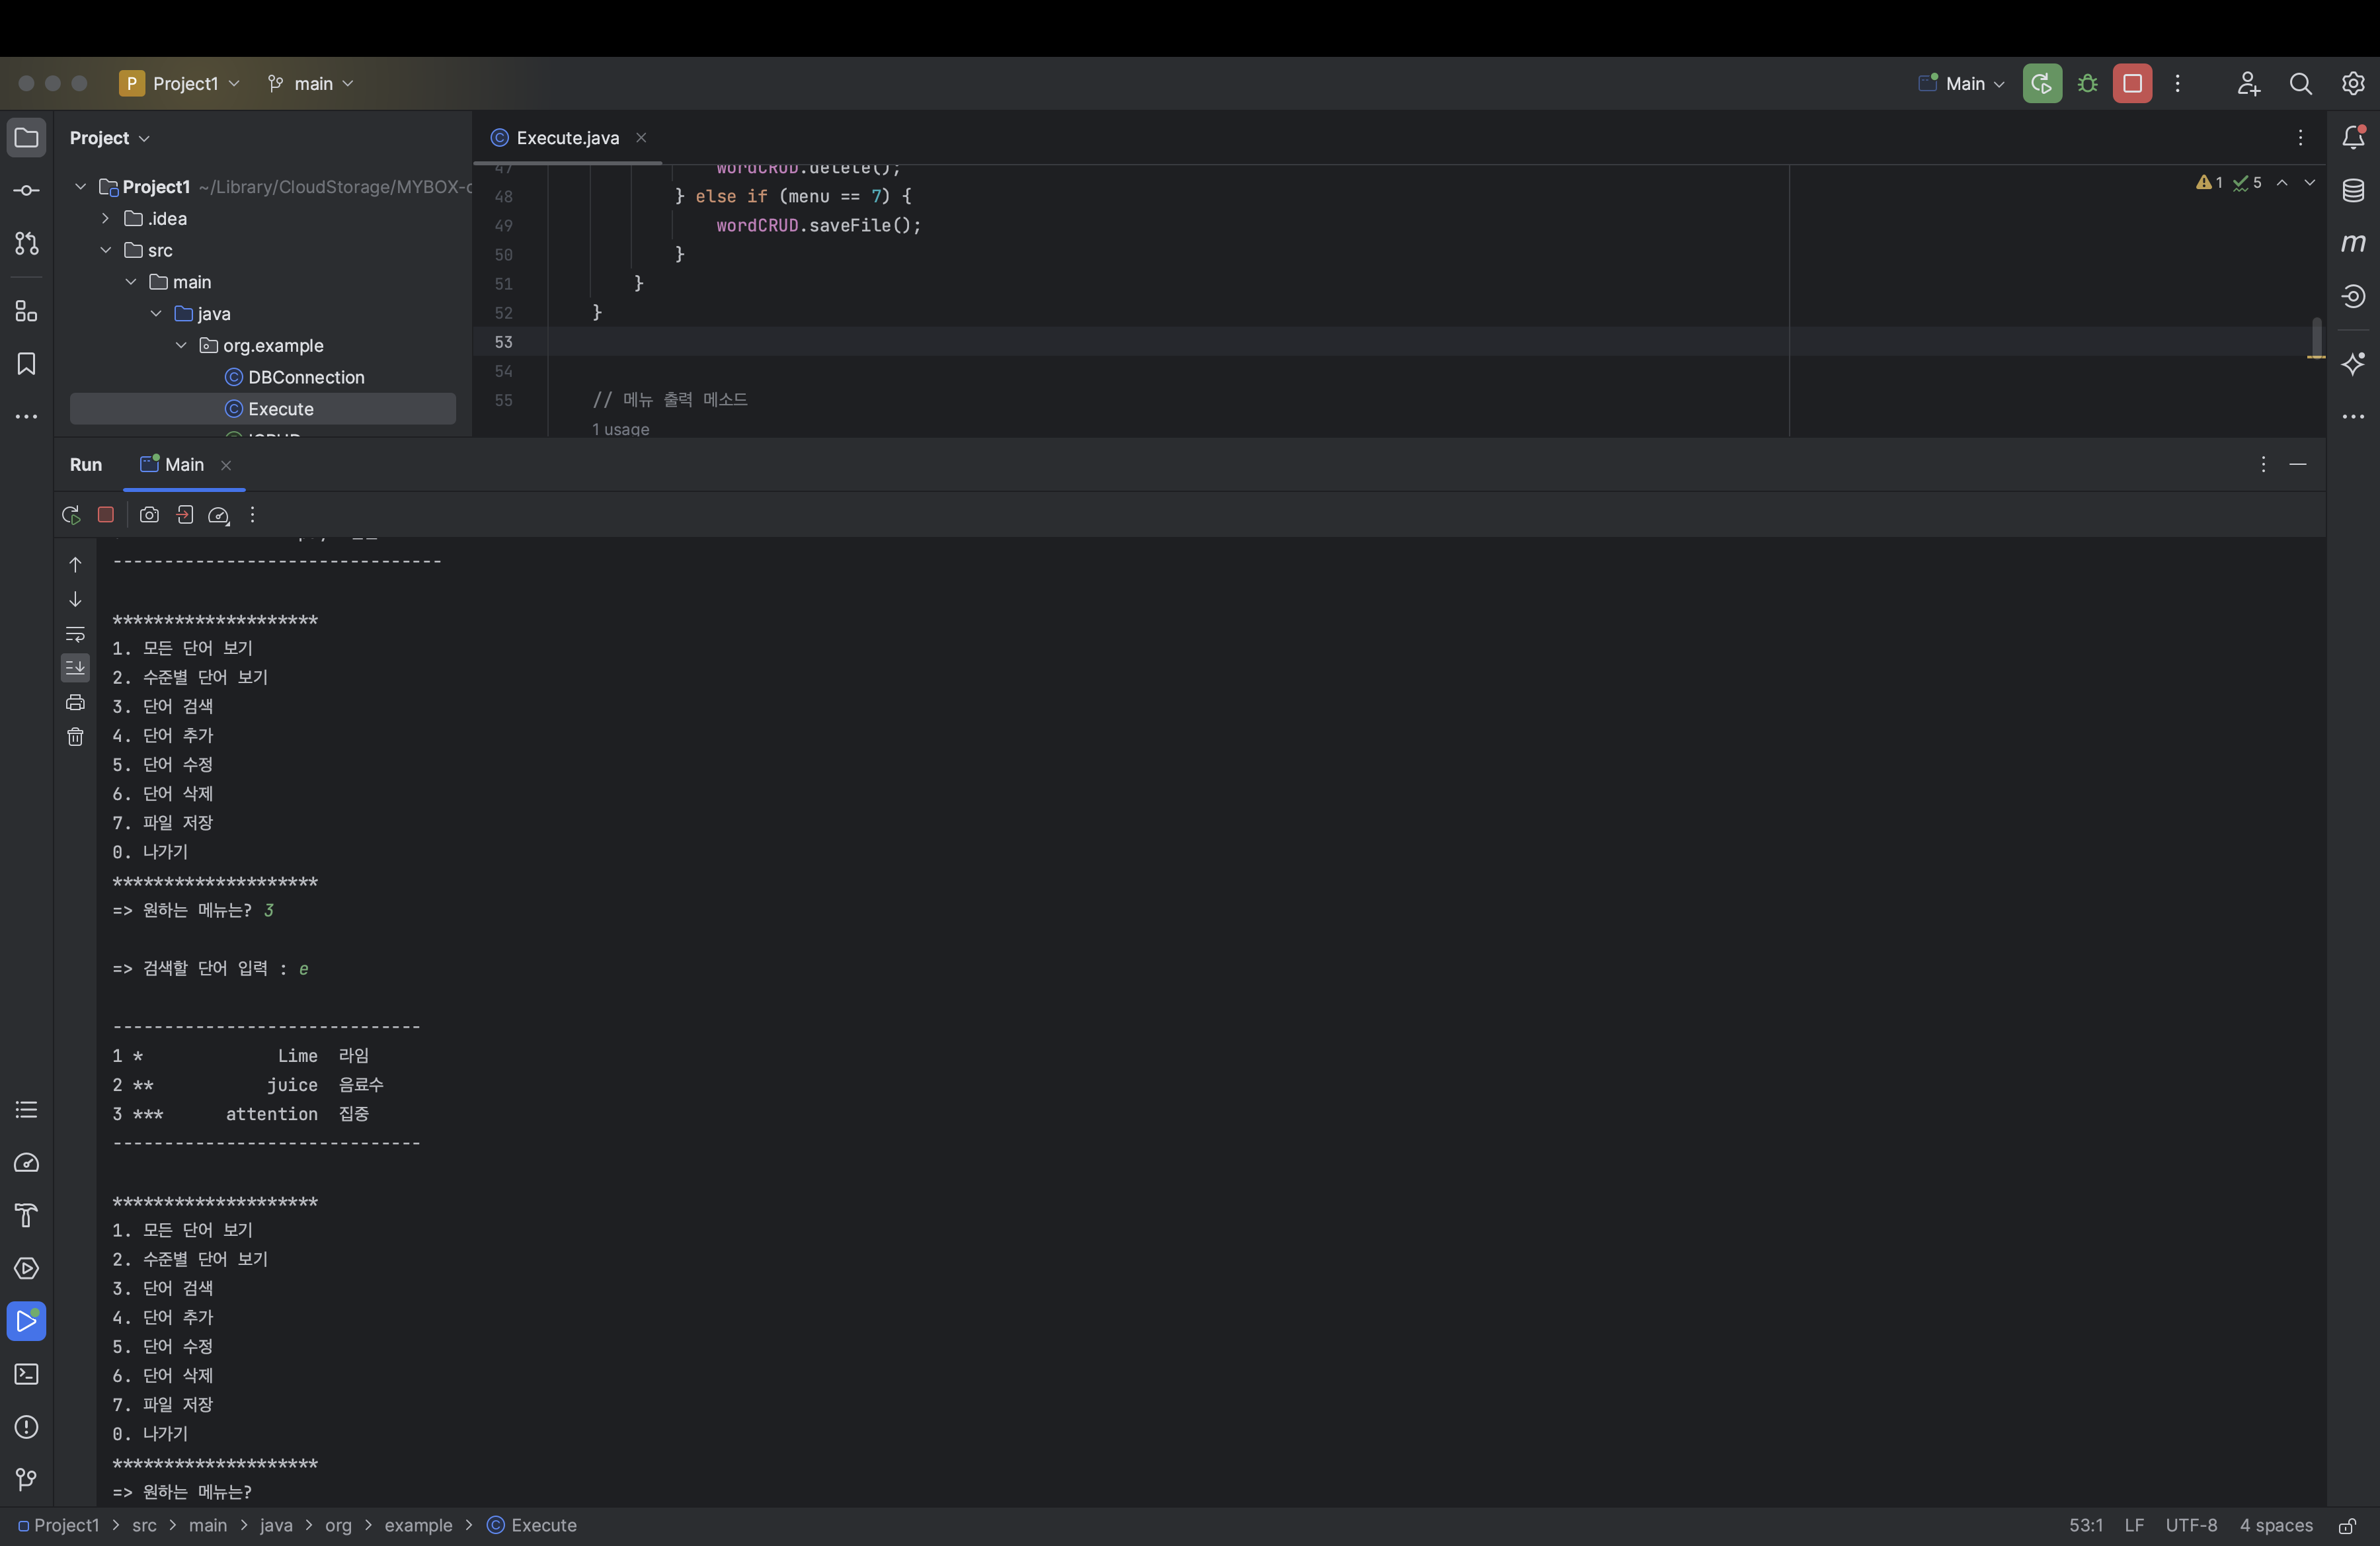 P Project1 main
Main
Project
Execute.java
Project1 ~/Library/CloudStorage/MYBOX-
.idea
src
main
java
org.example
DBConnection
Execute
47 wordCRUD.delete();
48 } else if (menu == 7) {
49 wordCRUD.saveFile();
50 }
51 }
52 }
53
54
55 // 메뉴 출력 메소드
1 usage
1 5
m
Run Main
--------------------------------
********************
1. 모든 단어 보기
2. 수준별 단어 보기
3. 단어 검색
4. 단어 추가
5. 단어 수정
6. 단어 삭제
7. 파일 저장
0. 나가기
********************
=> 원하는 메뉴는? 3
=> 검색할 단어 입력 : e
------------------------------
1 * Lime 라임
2 ** juice 음료수
3 *** attention 집중
------------------------------
********************
1. 모든 단어 보기
2. 수준별 단어 보기
3. 단어 검색
4. 단어 추가
5. 단어 수정
6. 단어 삭제
7. 파일 저장
0. 나가기
********************
=> 원하는 메뉴는?
Project1 > src > main > java > org > example > Execute
53:1 LF UTF-8 4 spaces